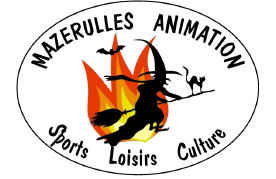 MAZERULLES ANIMATION
Sports Loisirs Culture